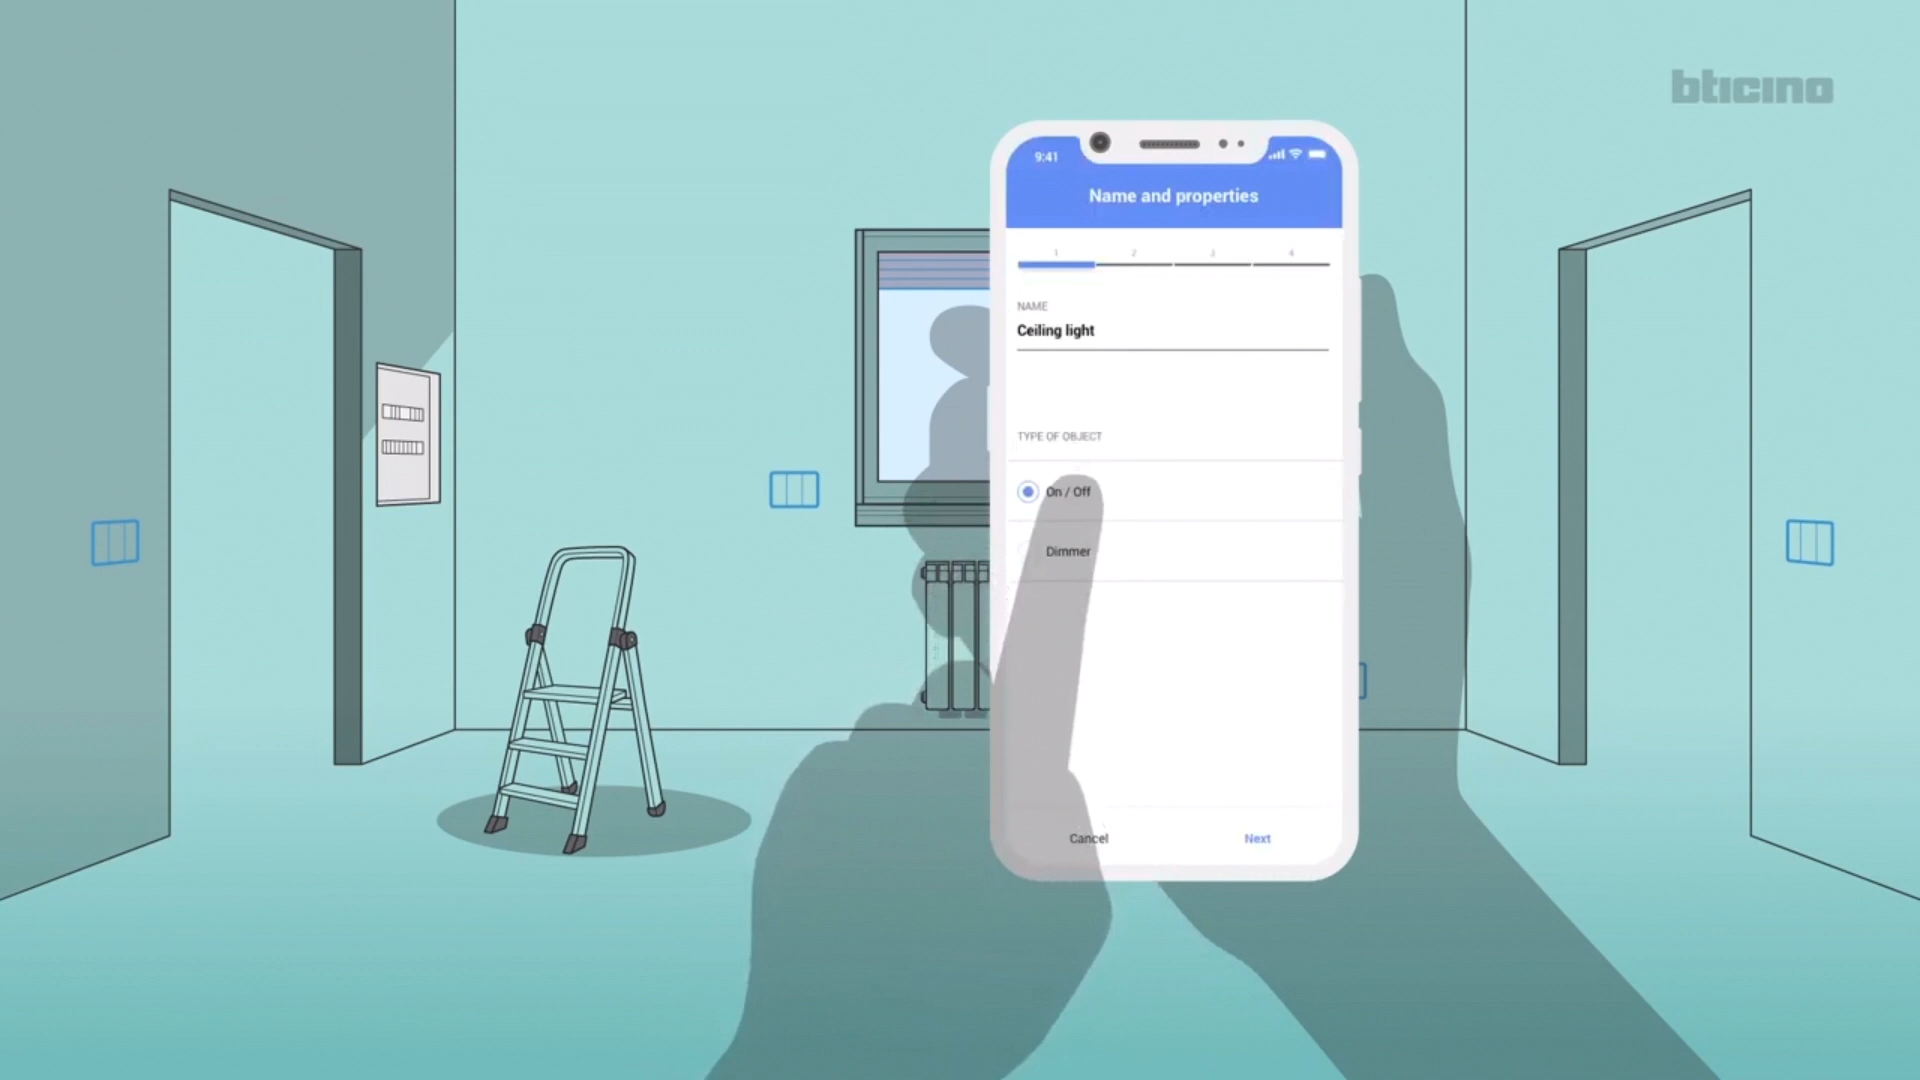 bticino
9:41
Name and properties
1 2 3 4
NAME
Ceiling light
TYPE OF OBJECT
On / Off
Dimmer
Cancel Next